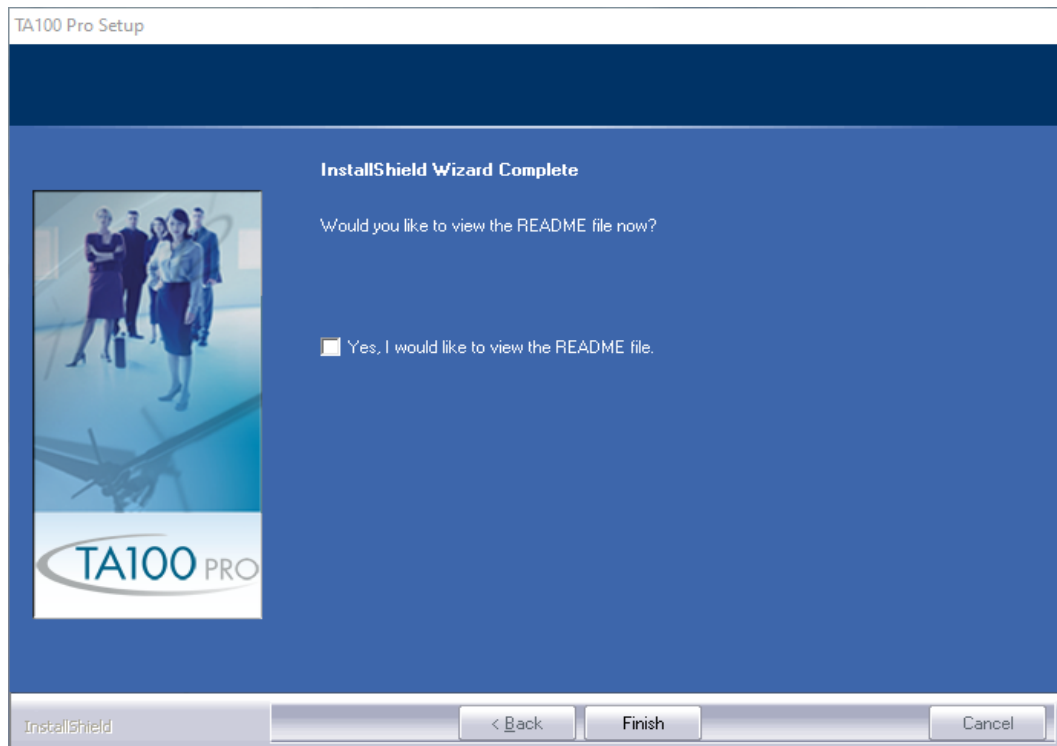 TA100 Pro Setup
InstallShield Wizard Complete
Would you like to view the README file now?
Yes, I would like to view the README file.
TA100 PRO
InstallShield
< Back
Finish
Cancel